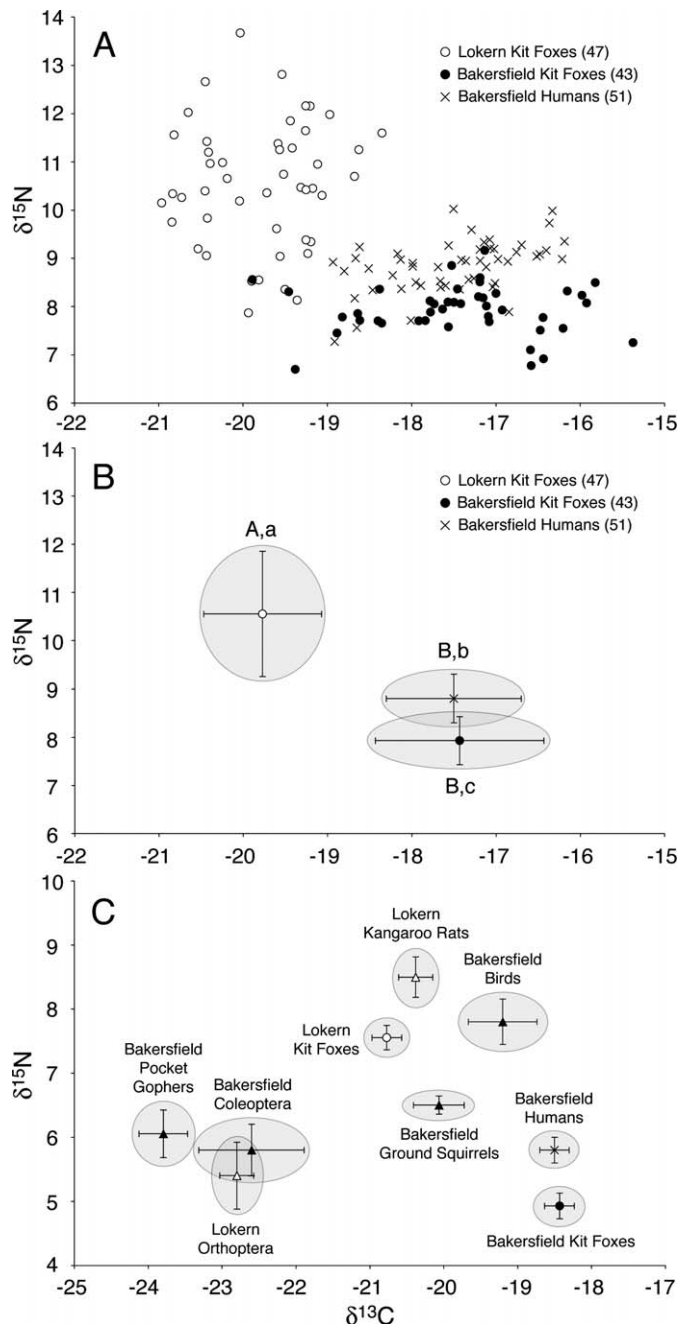 A
Lokern Kit Foxes (47)
Bakersfield Kit Foxes (43)
Bakersfield Humans (51)
14
13
12
11
10
9
8
7
6
δ15N
-22 -21 -20 -19 -18 -17 -16 -15
B
Lokern Kit Foxes (47)
Bakersfield Kit Foxes (43)
Bakersfield Humans (51)
A,a
B,b
B,c
14
13
12
11
10
9
8
7
6
δ15N
-22 -21 -20 -19 -18 -17 -16 -15
C
Lokern
Kangaroo Rats
Bakersfield
Birds
Lokern
Kit Foxes
Bakersfield
Pocket
Gophers
Bakersfield
Coleoptera
Bakersfield
Ground Squirrels
Bakersfield
Humans
Lokern
Orthoptera
Bakersfield Kit Foxes
10
9
8
7
6
5
4
δ15N
-25 -24 -23 -22 -21 -20 -19 -18 -17
δ13C